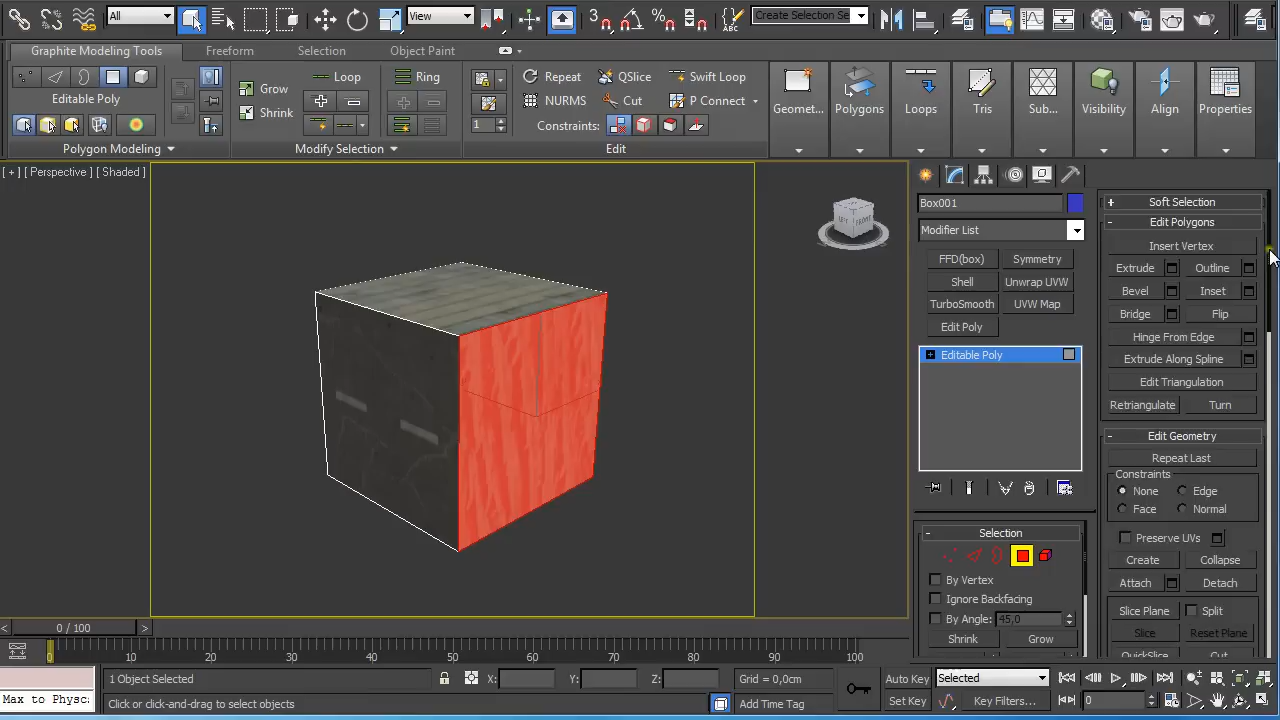 All
View
Create Selection Se
Graphite Modeling Tools
Freeform
Selection
Object Paint
Editable Poly
Polygon Modeling
Loop
Ring
Grow
Shrink
Modify Selection
Repeat
QSlice
Swift Loop
NURMS
Cut
P Connect
1
Constraints:
Edit
Geomet...
Polygons
Loops
Tris
Sub...
Visibility
Align
Properties
[ + ] [ Perspective ] [ Shaded ]
LEFT
FRONT
Box001
Modifier List
FFD(box)
Symmetry
Shell
Unwrap UVW
TurboSmooth
UVW Map
Edit Poly
Editable Poly
- Selection
By Vertex
Ignore Backfacing
By Angle: 45,0
Shrink
Grow
+ Soft Selection
- Edit Polygons
Insert Vertex
Extrude
Outline
Bevel
Inset
Bridge
Flip
Hinge From Edge
Extrude Along Spline
Edit Triangulation
Retriangulate
Turn
- Edit Geometry
Repeat Last
Constraints
None
Edge
Face
Normal
Preserve UVs
Create
Collapse
Attach
Detach
Slice Plane
Split
Slice
Reset Plane
QuickSlice
Cut
< 0 / 100 >
0 10 20 30 40 50 60 70 80 90 100
1 Object Selected
X:
Y:
Z:
Grid = 0,0cm
Auto Key
Selected
Max to Physc:
Click or click-and-drag to select objects
Add Time Tag
Set Key
Key Filters...
0